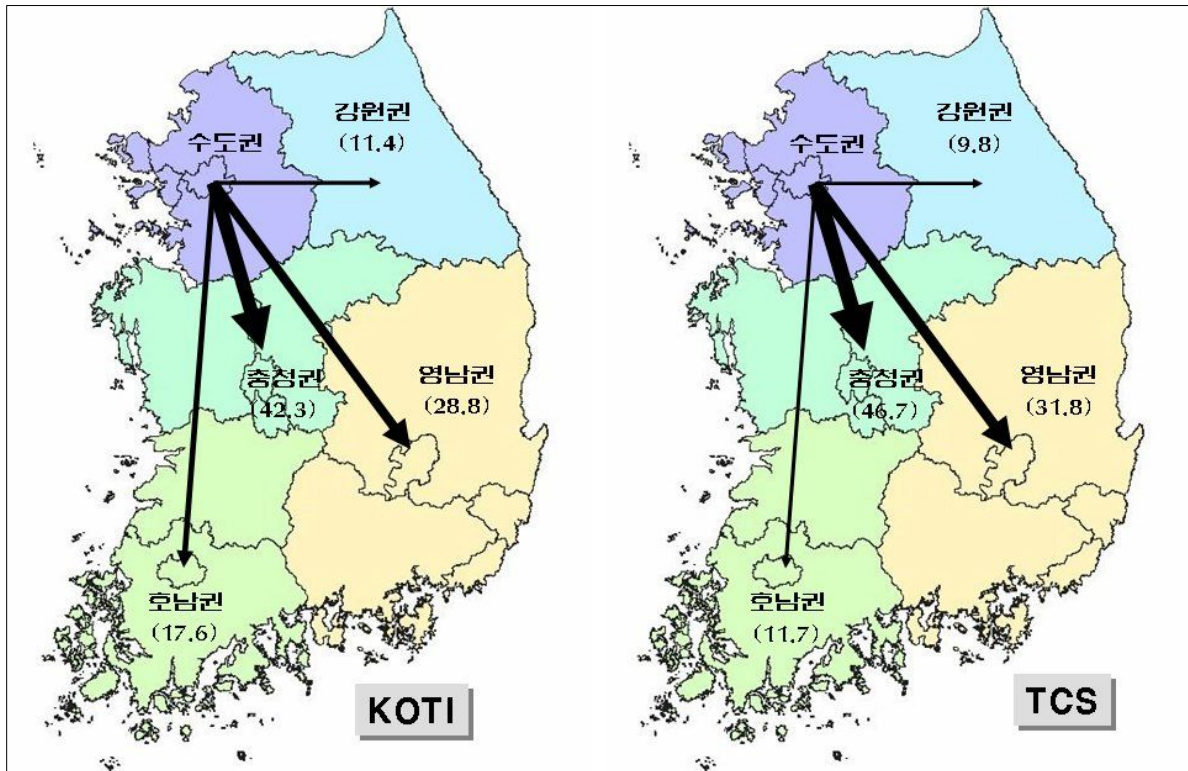 강원권
(11.4)
수도권
충청권
(42.3)
영남권
(28.8)
호남권
(17.6)
KOTI
강원권
(9.8)
수도권
충청권
(46.7)
영남권
(31.8)
호남권
(11.7)
TCS